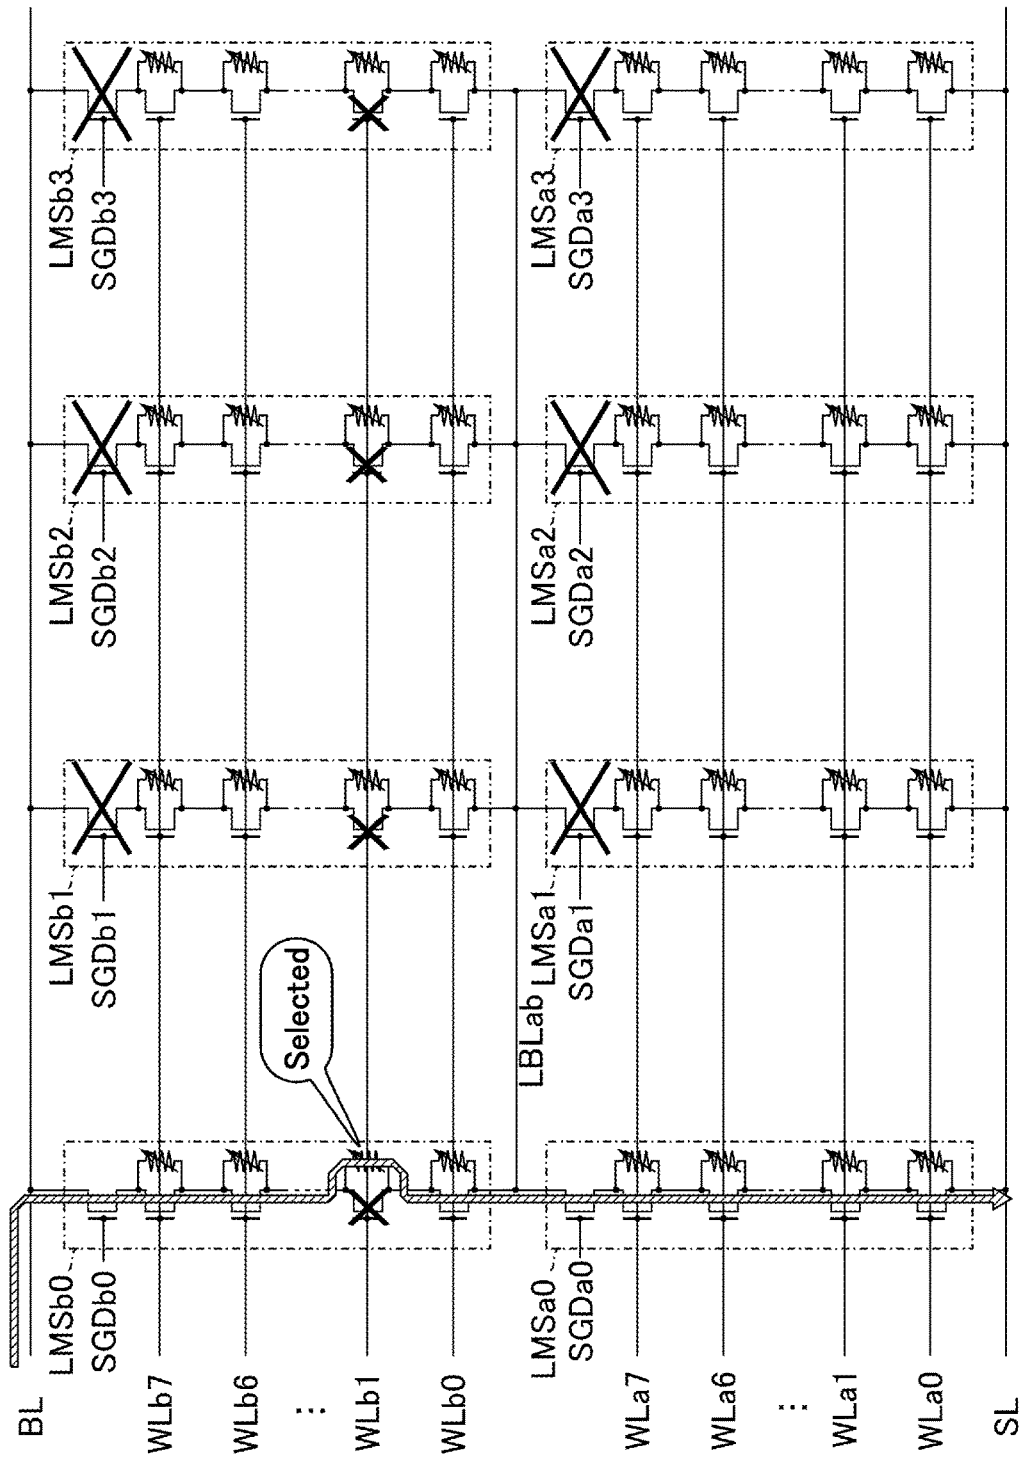 BL
LMSb0
LMSb1
LMSb2
LMSb3
SGDb0
SGDb1
SGDb2
SGDb3
WLb7
WLb6
Selected
⋮
WLb1
WLb0
LBLab
LMSa0
LMSa1
LMSa2
LMSa3
SGDa0
SGDa1
SGDa2
SGDa3
WLa7
WLa6
⋮
WLa1
WLa0
SL